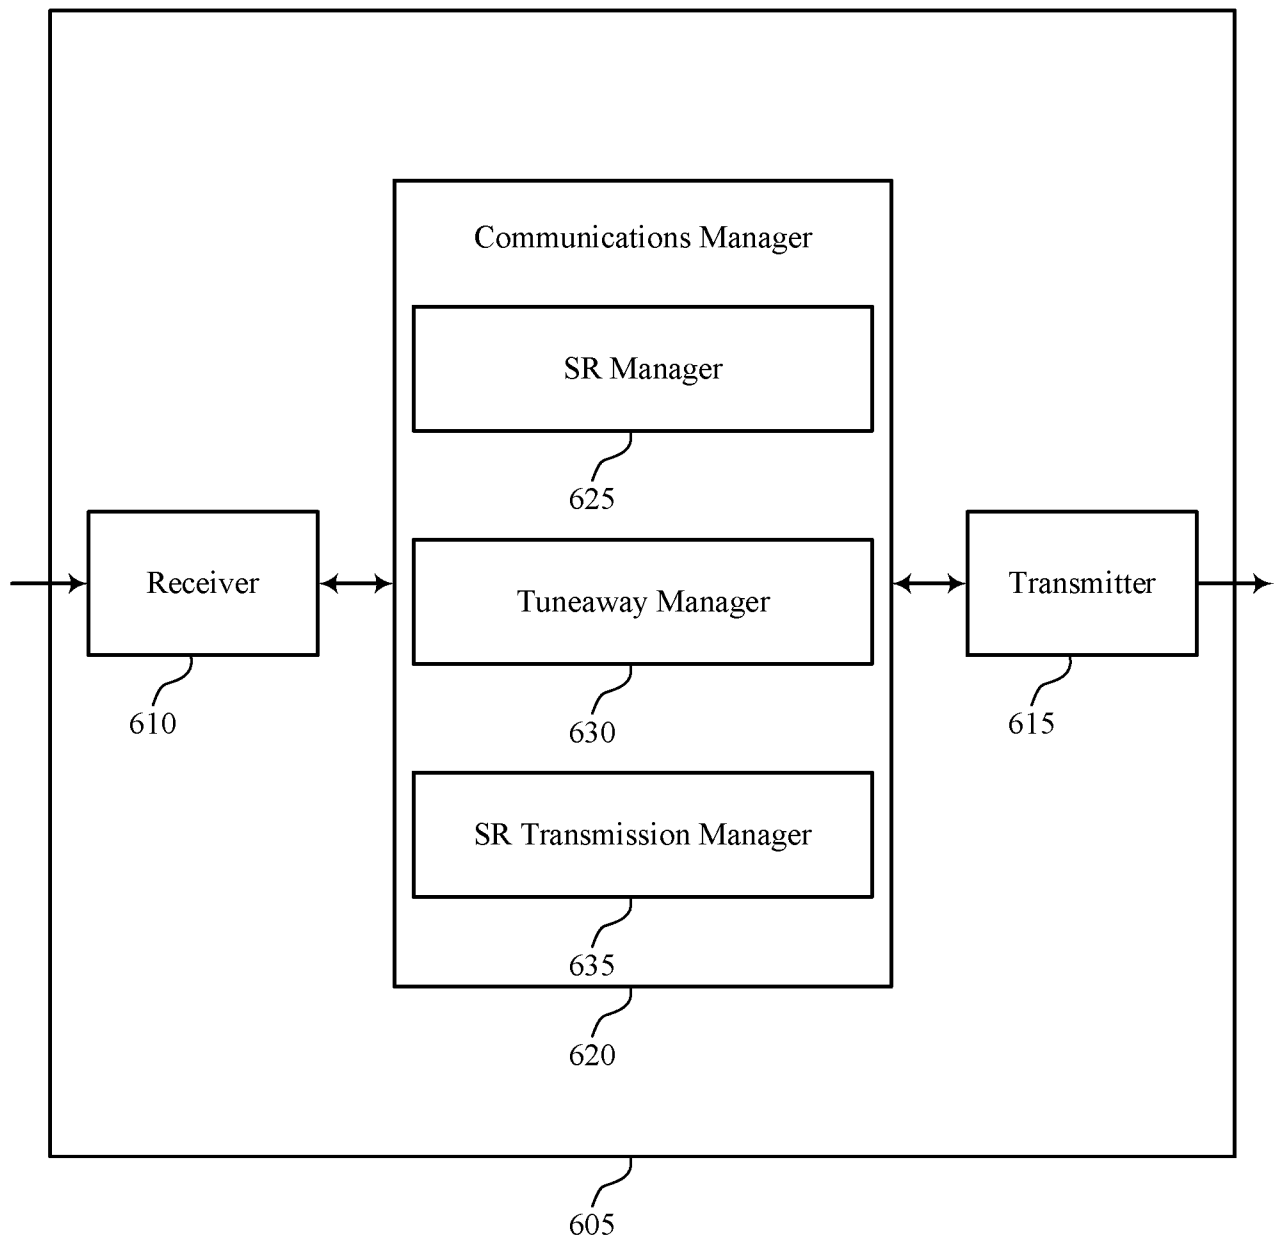 Communications Manager
SR Manager
625
Receiver
610
Tuneaway Manager
630
Transmitter
615
SR Transmission Manager
635
620
605